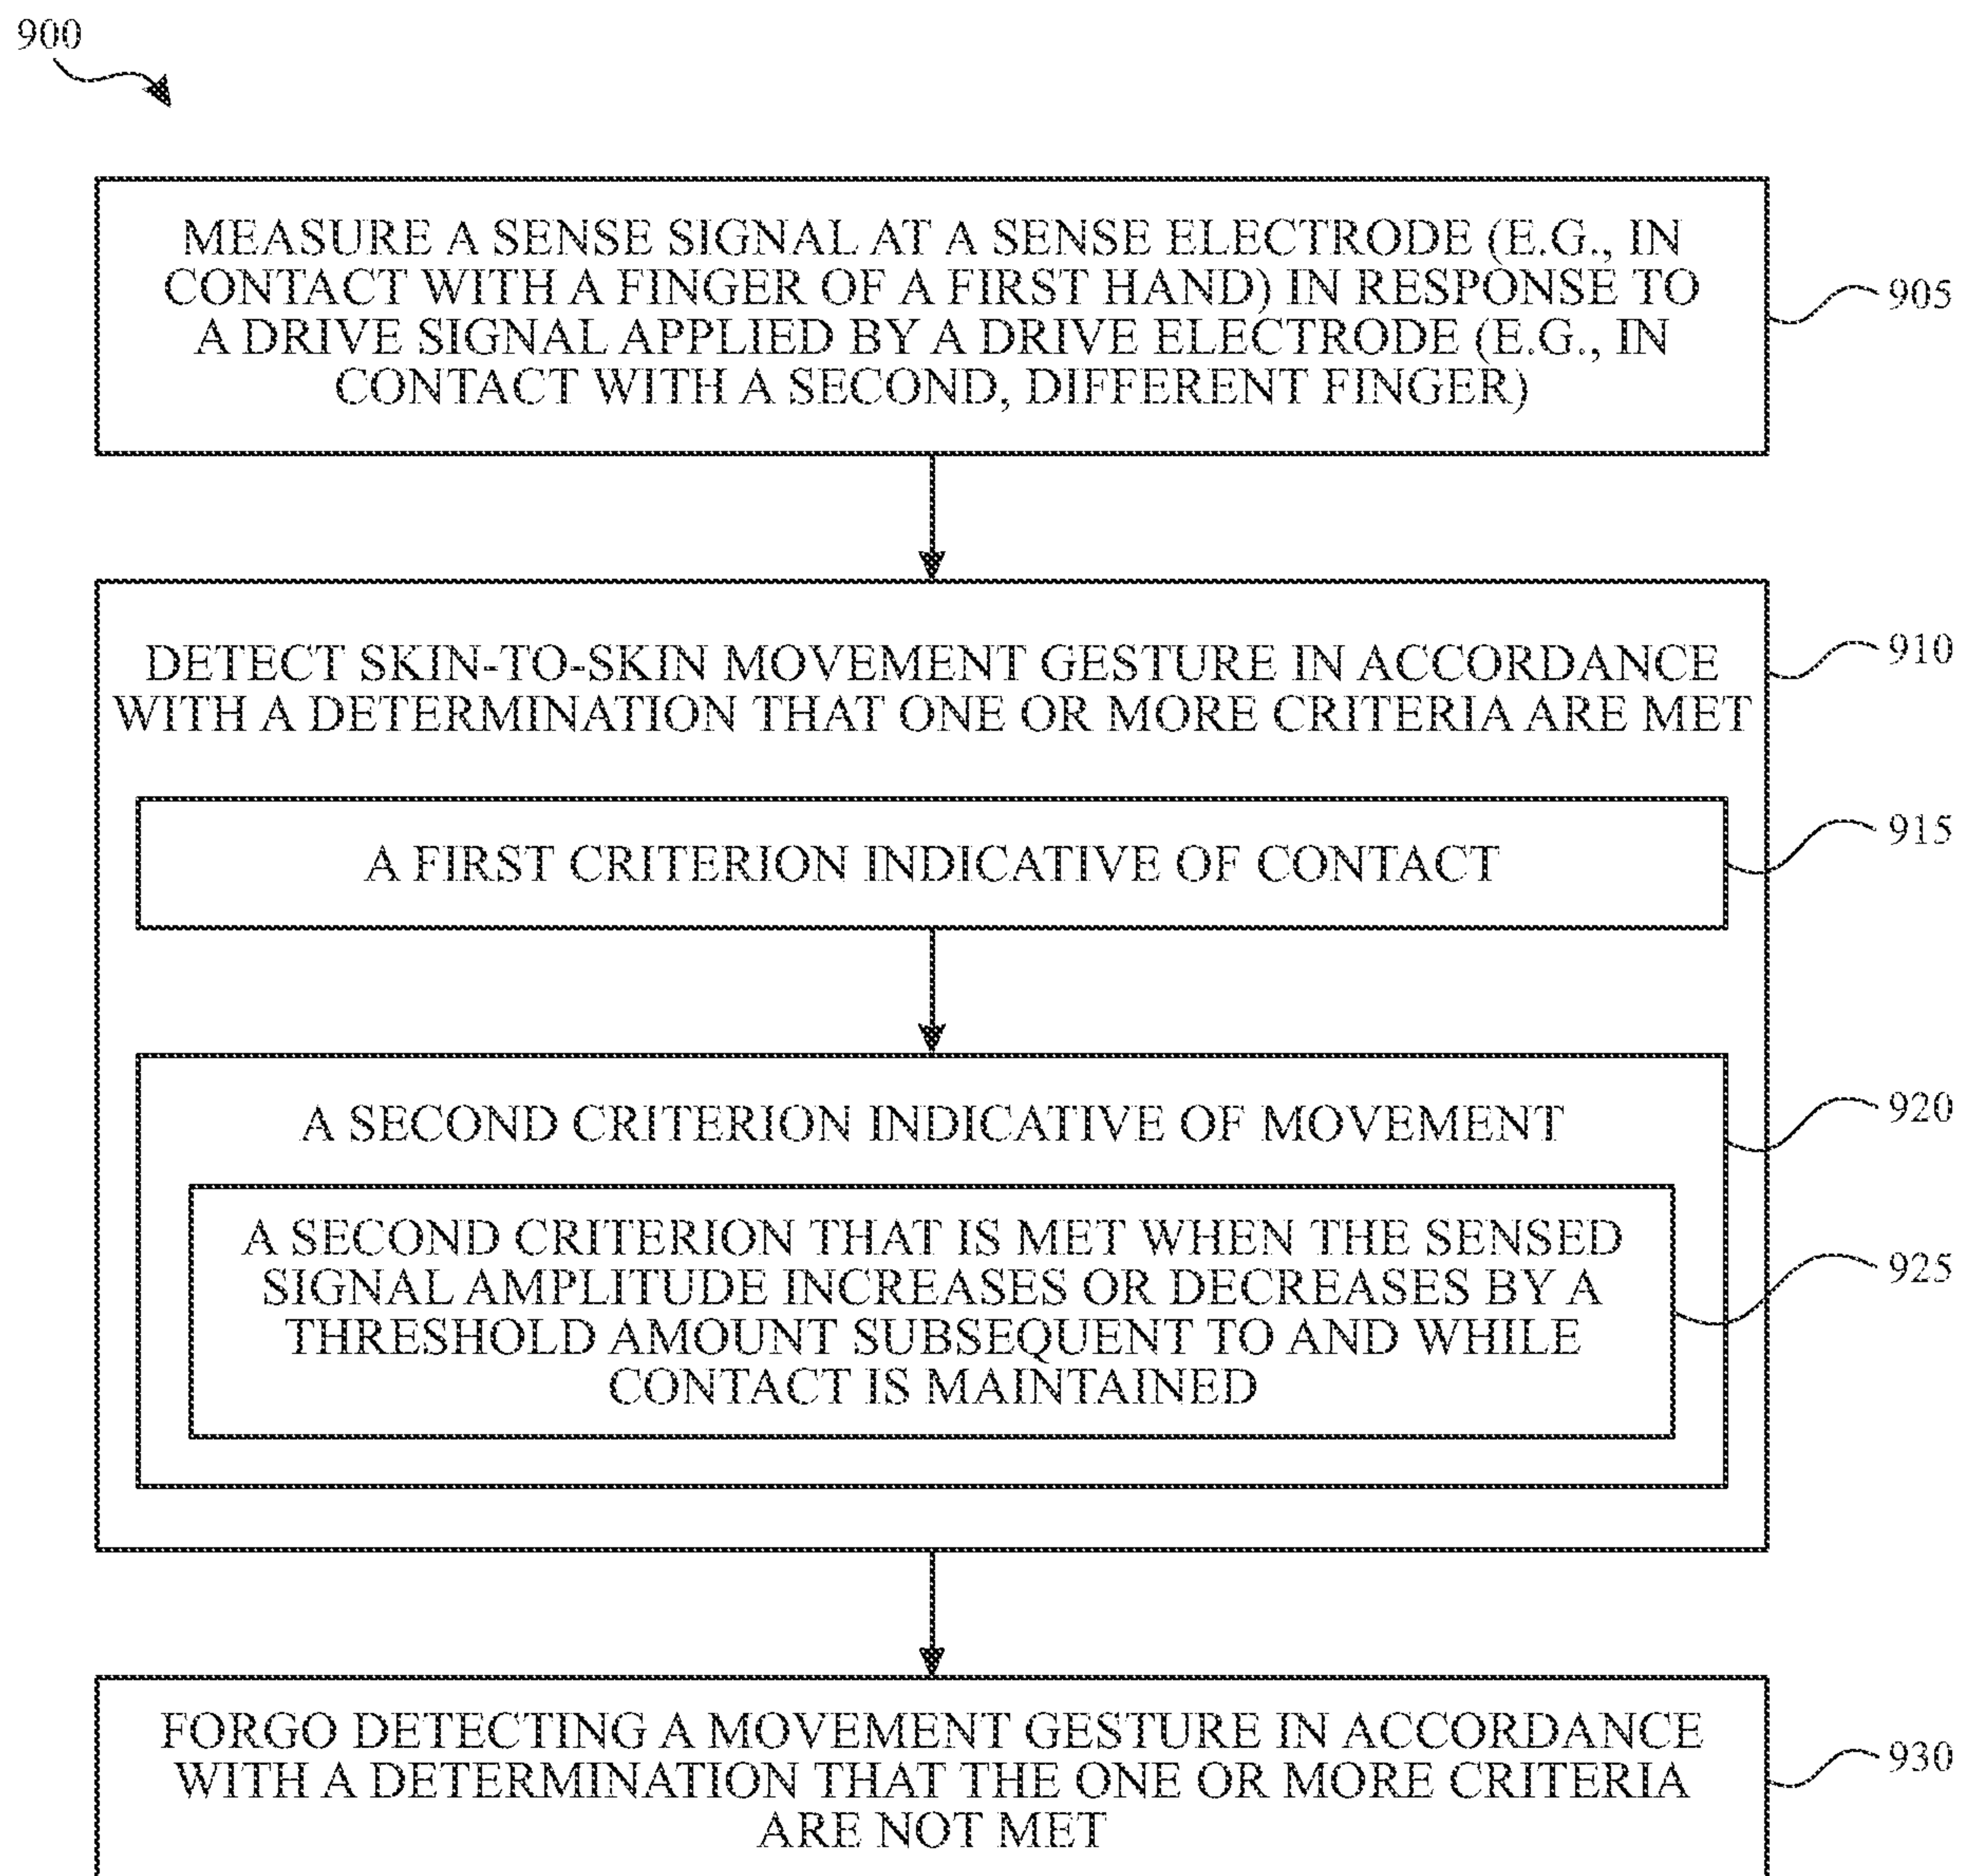 900
MEASURE A SENSE SIGNAL AT A SENSE ELECTRODE (E.G., IN
CONTACT WITH A FINGER OF A FIRST HAND) IN RESPONSE TO
A DRIVE SIGNAL APPLIED BY A DRIVE ELECTRODE (E.G., IN
CONTACT WITH A SECOND, DIFFERENT FINGER)
905
DETECT SKIN-TO-SKIN MOVEMENT GESTURE IN ACCORDANCE
WITH A DETERMINATION THAT ONE OR MORE CRITERIA ARE MET
910
A FIRST CRITERION INDICATIVE OF CONTACT
915
A SECOND CRITERION INDICATIVE OF MOVEMENT
920
A SECOND CRITERION THAT IS MET WHEN THE SENSED
SIGNAL AMPLITUDE INCREASES OR DECREASES BY A
THRESHOLD AMOUNT SUBSEQUENT TO AND WHILE
CONTACT IS MAINTAINED
925
FORGO DETECTING A MOVEMENT GESTURE IN ACCORDANCE
WITH A DETERMINATION THAT THE ONE OR MORE CRITERIA
ARE NOT MET
930